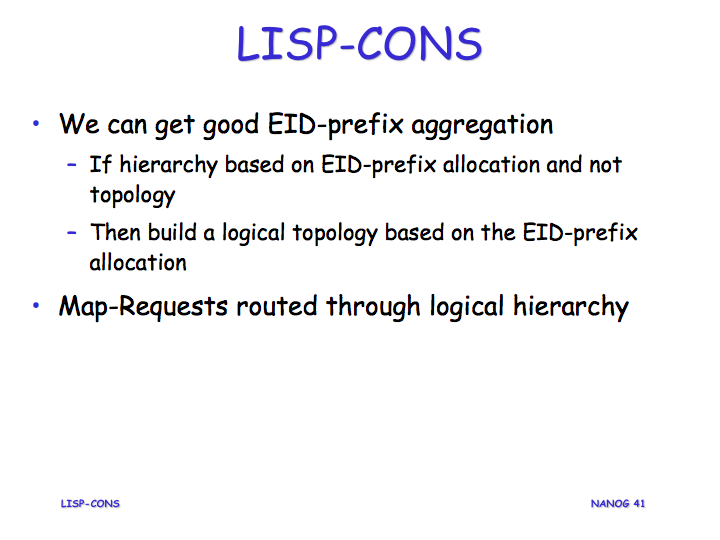 LISP-CONS
• We can get good EID-prefix aggregation
– If hierarchy based on EID-prefix allocation and not
topology
– Then build a logical topology based on the EID-prefix
allocation
• Map-Requests routed through logical hierarchy
LISP-CONS
NANOG 41